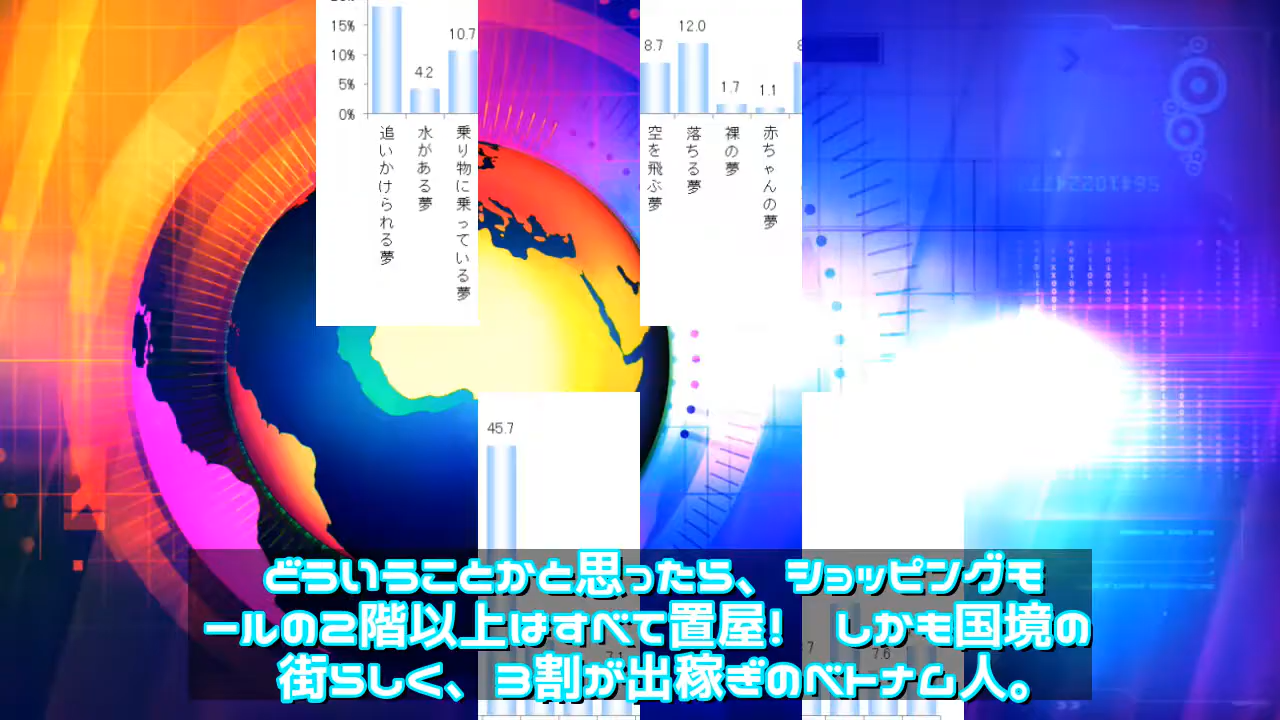 15%
10%
5%
0%
4.2
10.7
追いかけられる夢
水がある夢
乗り物に乗っている夢
8.7
12.0
1.7
1.1
空を飛ぶ夢
落ちる夢
裸の夢
赤ちゃんの夢
45.7
どういうことかと思ったら、ショッピングモ
ールの2階以上はすべて置屋! しかも国境の
街らしく、3割が出稼ぎのベトナム人。